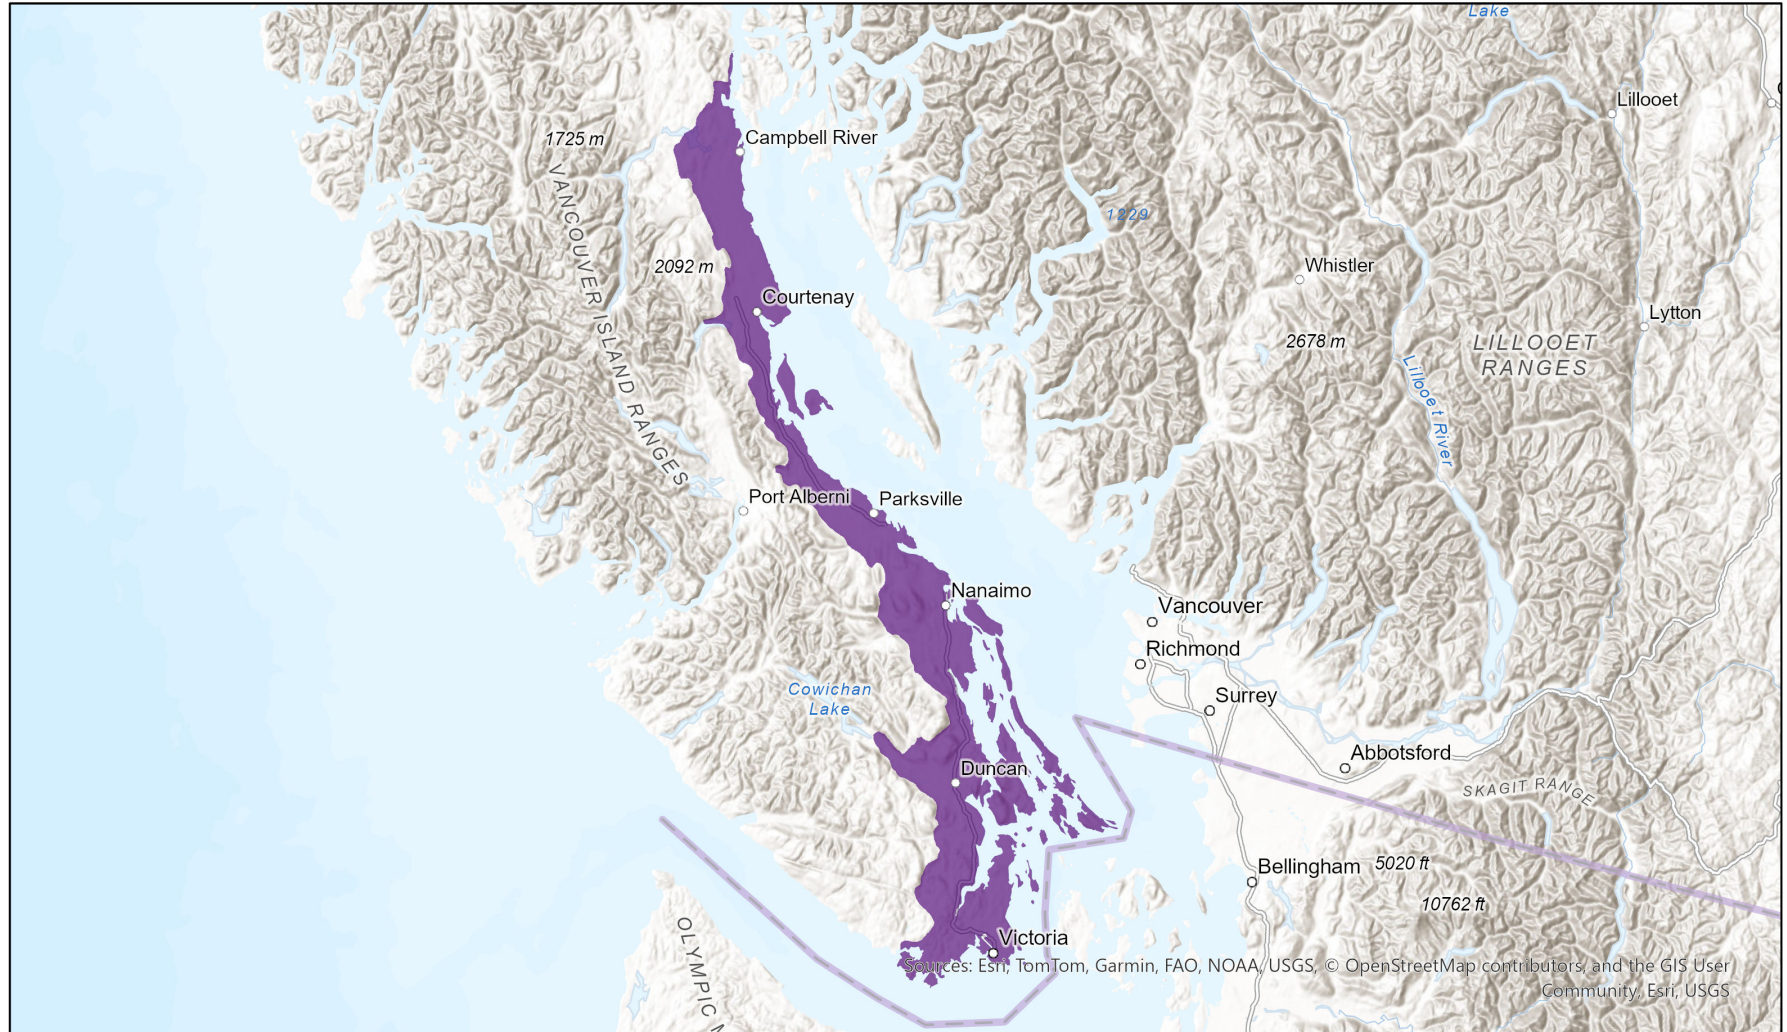 Lake
Lillooet
Campbell River
1725 m
1229
VANCOUVER ISLAND RANGES
2092 m
Whistler
Courtenay
Lytton
2678 m
LILLOOET
RANGES
Lillooet River
Port Alberni
Parksville
Nanaimo
Vancouver
Richmond
Cowichan
Lake
Surrey
Abbotsford
Duncan
SKAGIT RANGE
Bellingham
5020 ft
10762 ft
OLYMPIC
Victoria
Sources: Esri, TomTom, Garmin, FAO, NOAA, USGS, © OpenStreetMap contributors, and the GIS User
Community, Esri, USGS